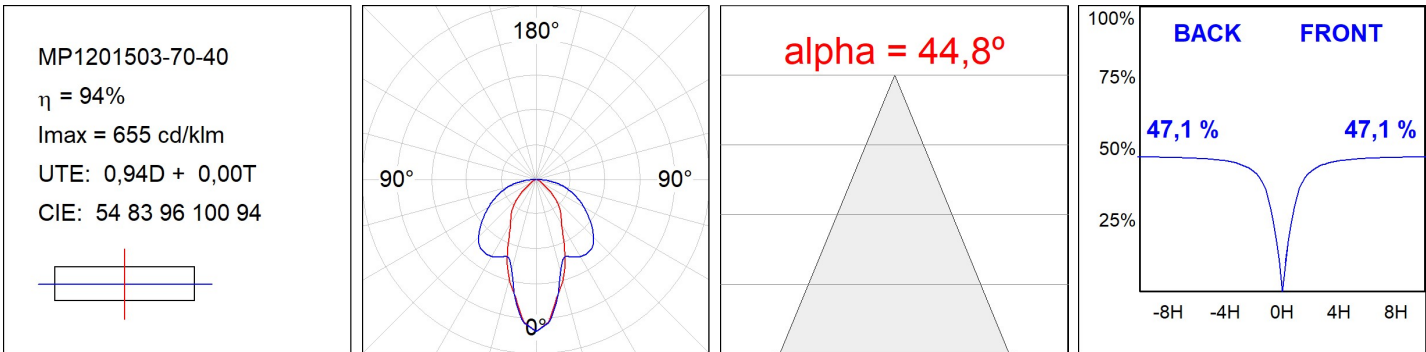 MP1201503-70-40
η = 94%
Imax = 655 cd/klm
UTE: 0,94D + 0,00T
CIE: 54 83 96 100 94
180°
90° 90°
0°
alpha = 44,8º
100%
BACK FRONT
75%
47,1 % 47,1 %
50%
25%
-8H -4H 0H 4H 8H